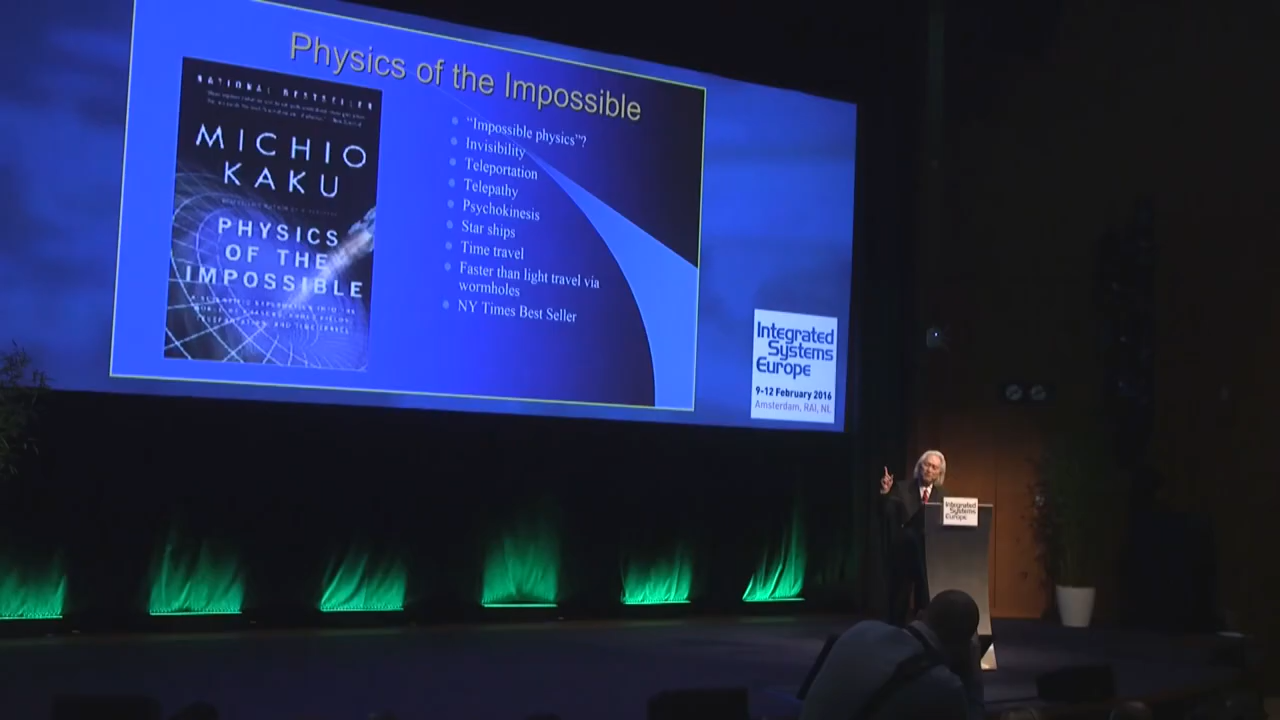 Physics of the Impossible
NATIONAL BESTSELLER
MICHIO
KAKU
PHYSICS
OF THE
IMPOSSIBLE
"Impossible physics"?
Invisibility
Teleportation
Telepathy
Psychokinesis
Star ships
Time travel
Faster than light travel via
wormholes
NY Times Best Seller
Integrated
Systems
Europe
9-12 February 2016
Amsterdam, RAI, NL
Integrated
Systems
Europe